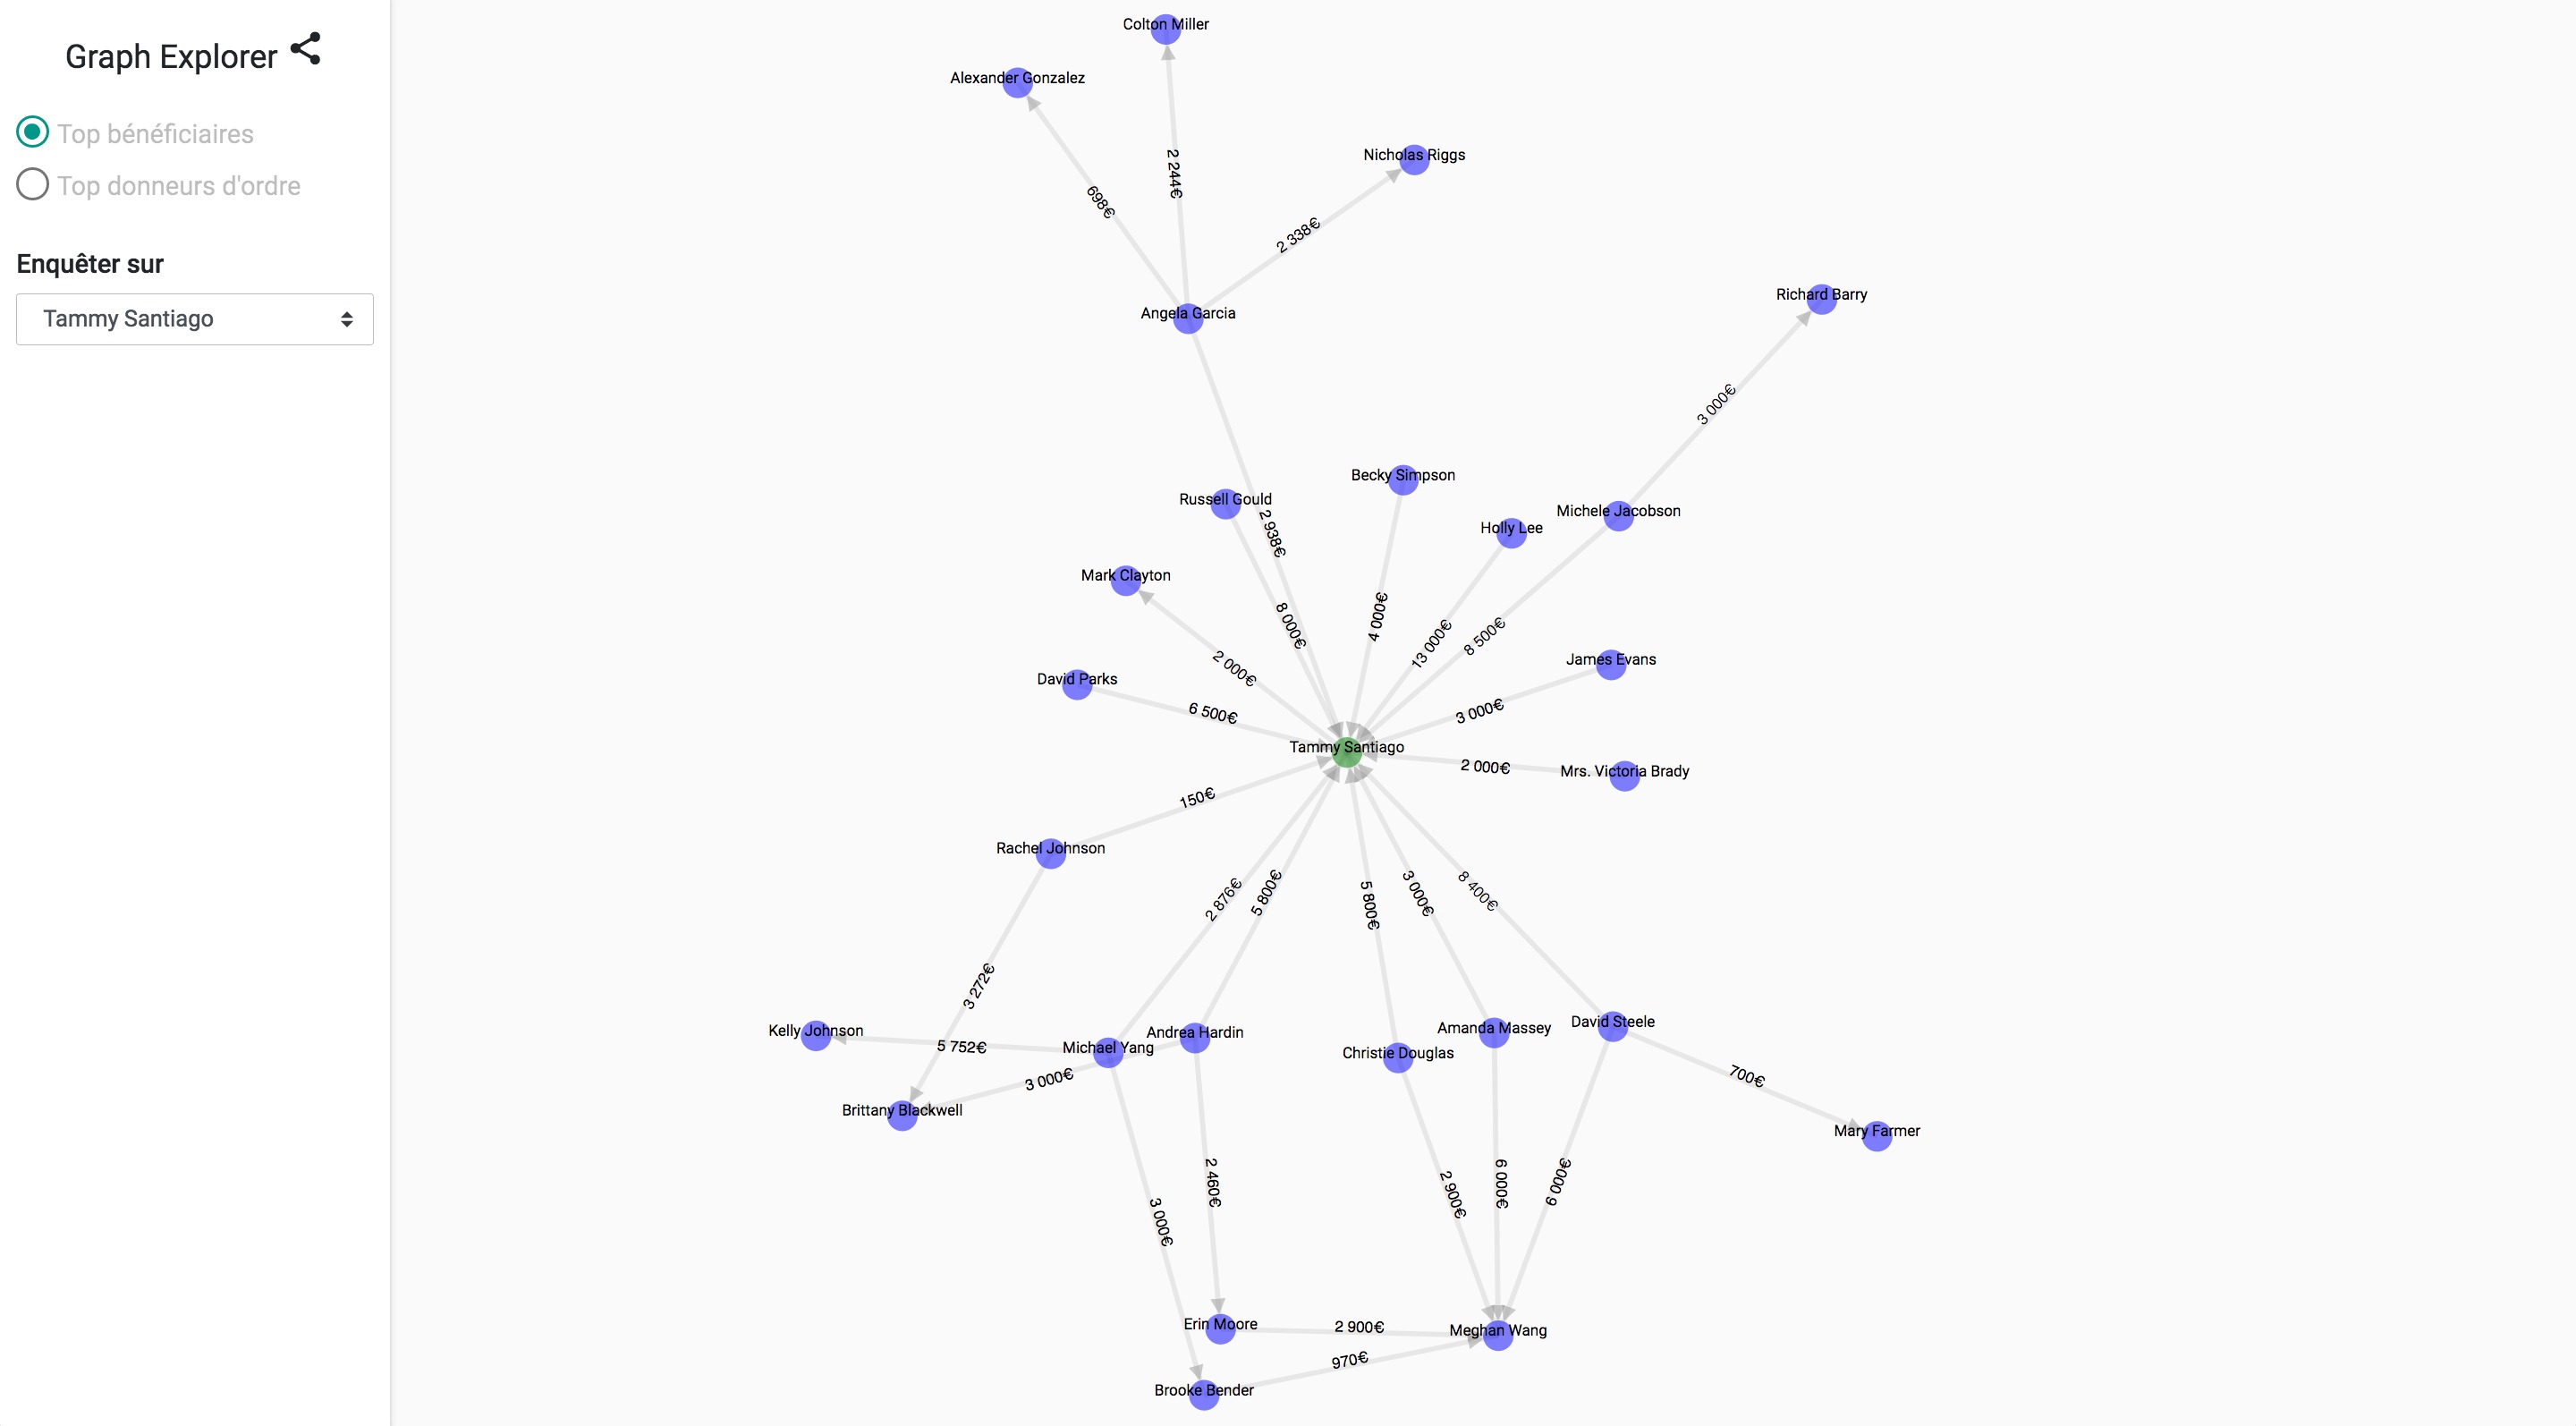 Graph Explorer
Top bénéficiaires
Top donneurs d'ordre
Enquêter sur
Tammy Santiago
Colton Miller
Alexander Gonzalez
Nicholas Riggs
2 244€
698€
2 338€
Angela Garcia
Richard Barry
3 000€
Becky Simpson
Russell Gould
Michele Jacobson
Holly Lee
2 938€
Mark Clayton
8 000€
4 000€
13 000€
8 500€
James Evans
2 000€
David Parks
6 500€
3 000€
Tammy Santiago
2 000€
Mrs. Victoria Brady
150€
Rachel Johnson
2 876€
5 800€
5 800€
3 000€
8 400€
3 272€
Kelly Johnson
5 752€
Michael Yang
Andrea Hardin
Christie Douglas
Amanda Massey
David Steele
3 000€
700€
Brittany Blackwell
Mary Farmer
2 460€
2 900€
6 000€
6 000€
3 000€
Erin Moore
2 900€
Meghan Wang
970€
Brooke Bender